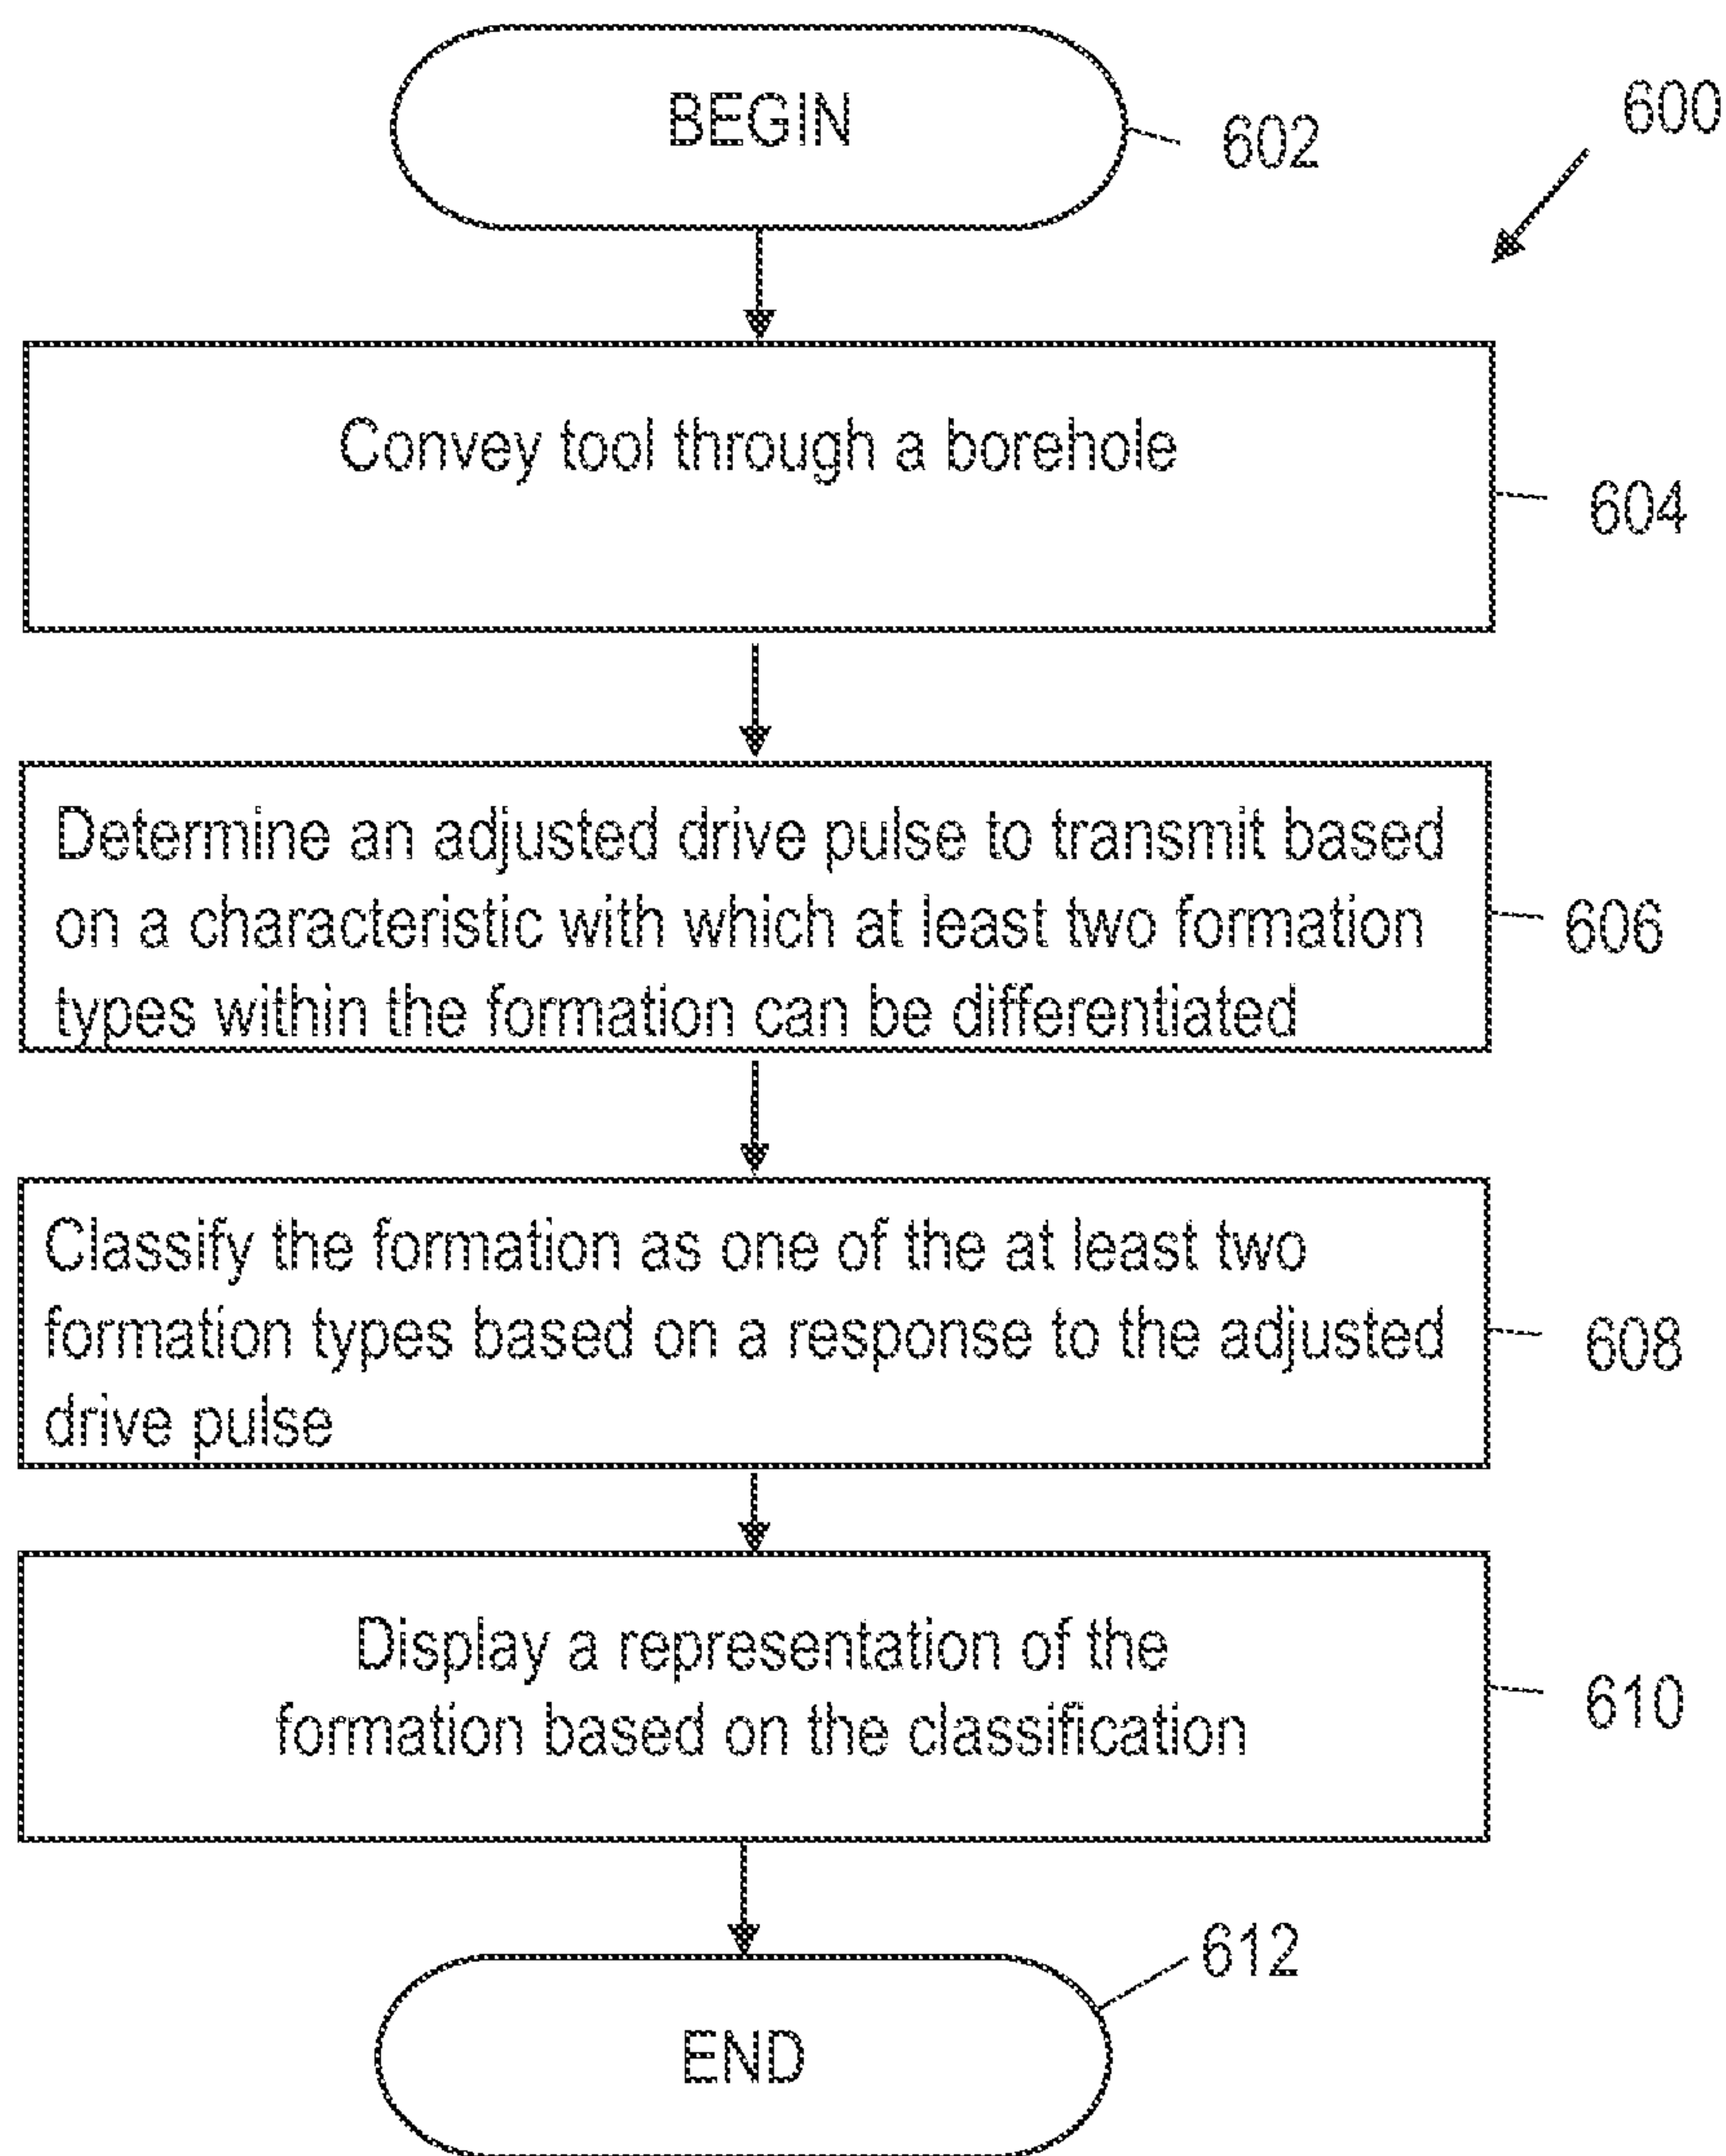 BEGIN
602
600
Convey tool through a borehole
604
Determine an adjusted drive pulse to transmit based
on a characteristic with which at least two formation
types within the formation can be differentiated
606
Classify the formation as one of the at least two
formation types based on a response to the adjusted
drive pulse
608
Display a representation of the
formation based on the classification
610
612
END